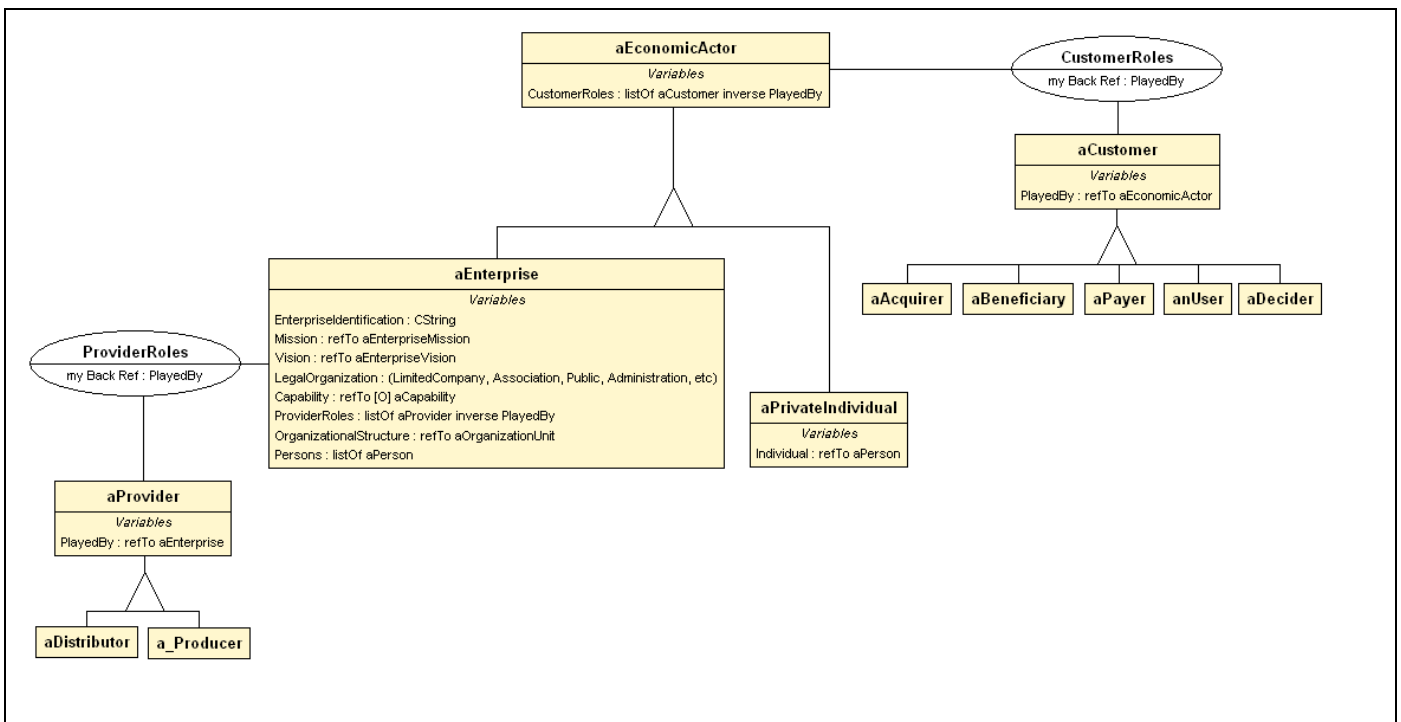 aEconomicActor
Variables
CustomerRoles : listOf aCustomer inverse PlayedBy
CustomerRoles
my Back Ref : PlayedBy
aCustomer
Variables
PlayedBy : refTo aEconomicActor
aAcquirer
aBeneficiary
aPayer
anUser
aDecider
aEnterprise
Variables
EnterpriseIdentification : CString
Mission : refTo aEnterpriseMission
Vision : refTo aEnterpriseVision
LegalOrganization : (LimitedCompany, Association, Public, Administration, etc)
Capability : refTo [O] aCapability
ProviderRoles : listOf aProvider inverse PlayedBy
OrganizationalStructure : refTo aOrganizationUnit
Persons : listOf aPerson
ProviderRoles
my Back Ref : PlayedBy
aPrivateIndividual
Variables
Individual : refTo aPerson
aProvider
Variables
PlayedBy : refTo aEnterprise
aDistributor
a_Producer